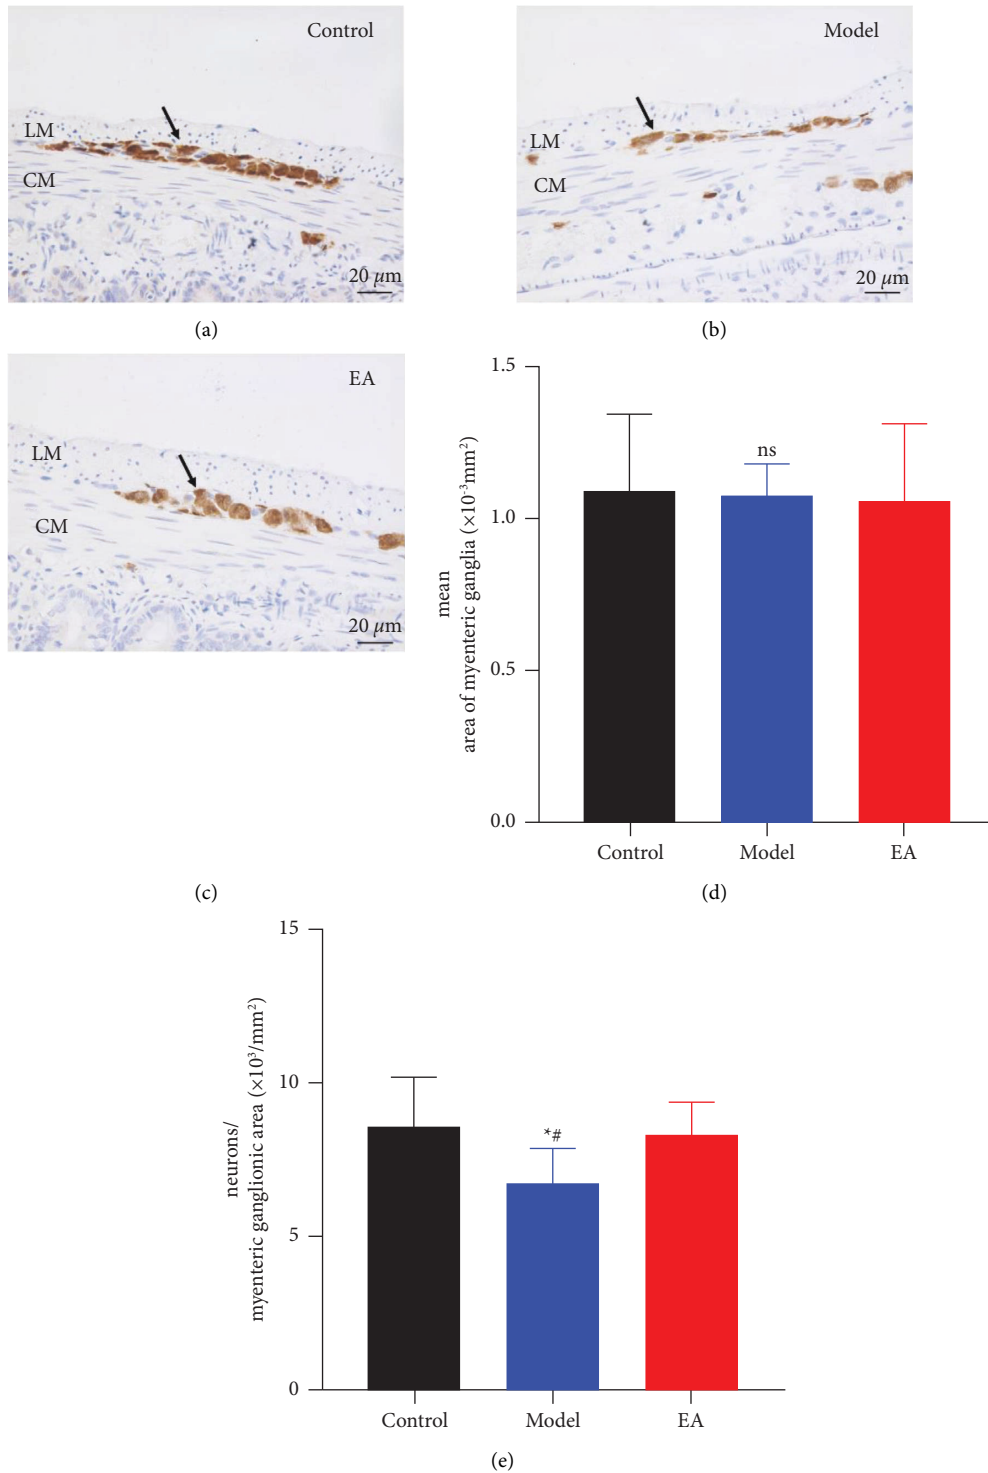 Control
LM
CM
20 μm
(a)
Model
LM
CM
20 μm
(b)
EA
LM
CM
20 μm
(c)
mean
area of myenteric ganglia (×10⁻³mm²)
1.5
1.0
0.5
0.0
ns
Control Model EA
(d)
neurons/
myenteric ganglionic area (×10³/mm²)
15
10
5
0
*#
Control Model EA
(e)